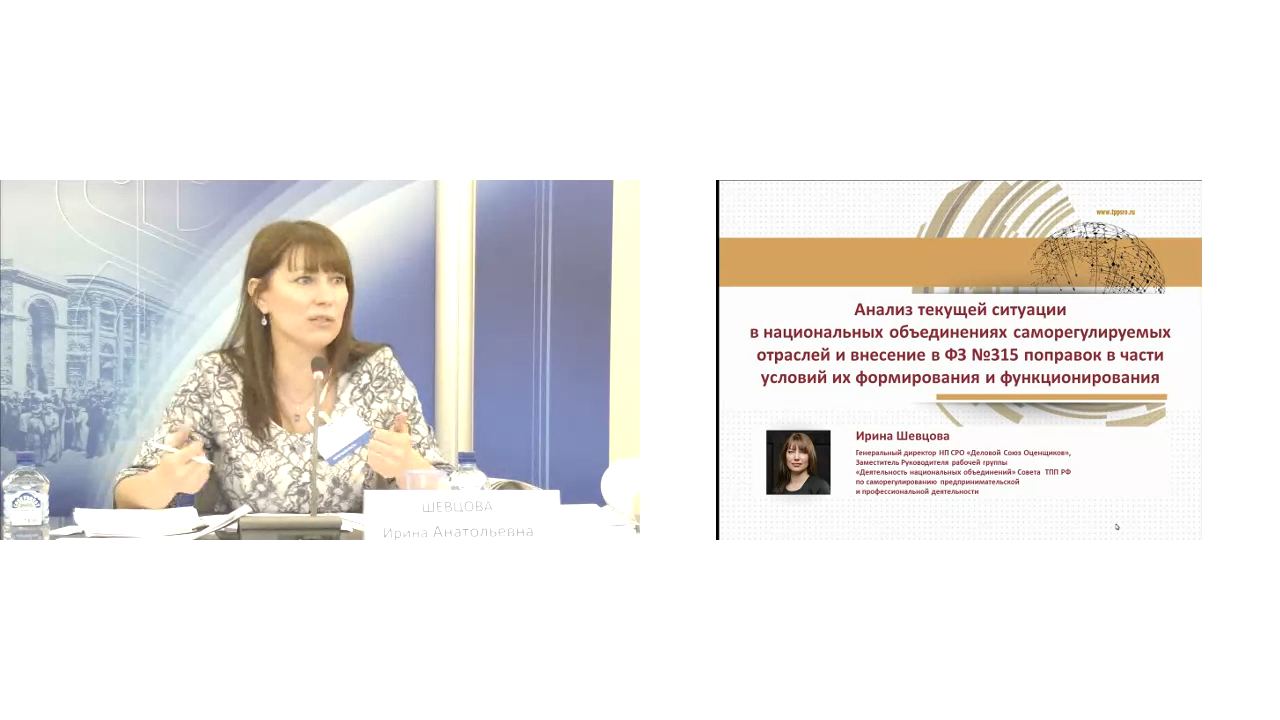 ШЕВЦОВА
Ирина Анатольевна
www.tppsro.ru
Анализ текущей ситуации
в национальных объединениях саморегулируемых
отраслей и внесение в ФЗ №315 поправок в части
условий их формирования и функционирования
Ирина Шевцова
Генеральный директор НП СРО «Деловой Союз Оценщиков»,
Заместитель Руководителя рабочей группы
«Деятельность национальных объединений» Совета ТПП РФ
по саморегулированию предпринимательской
и профессиональной деятельности